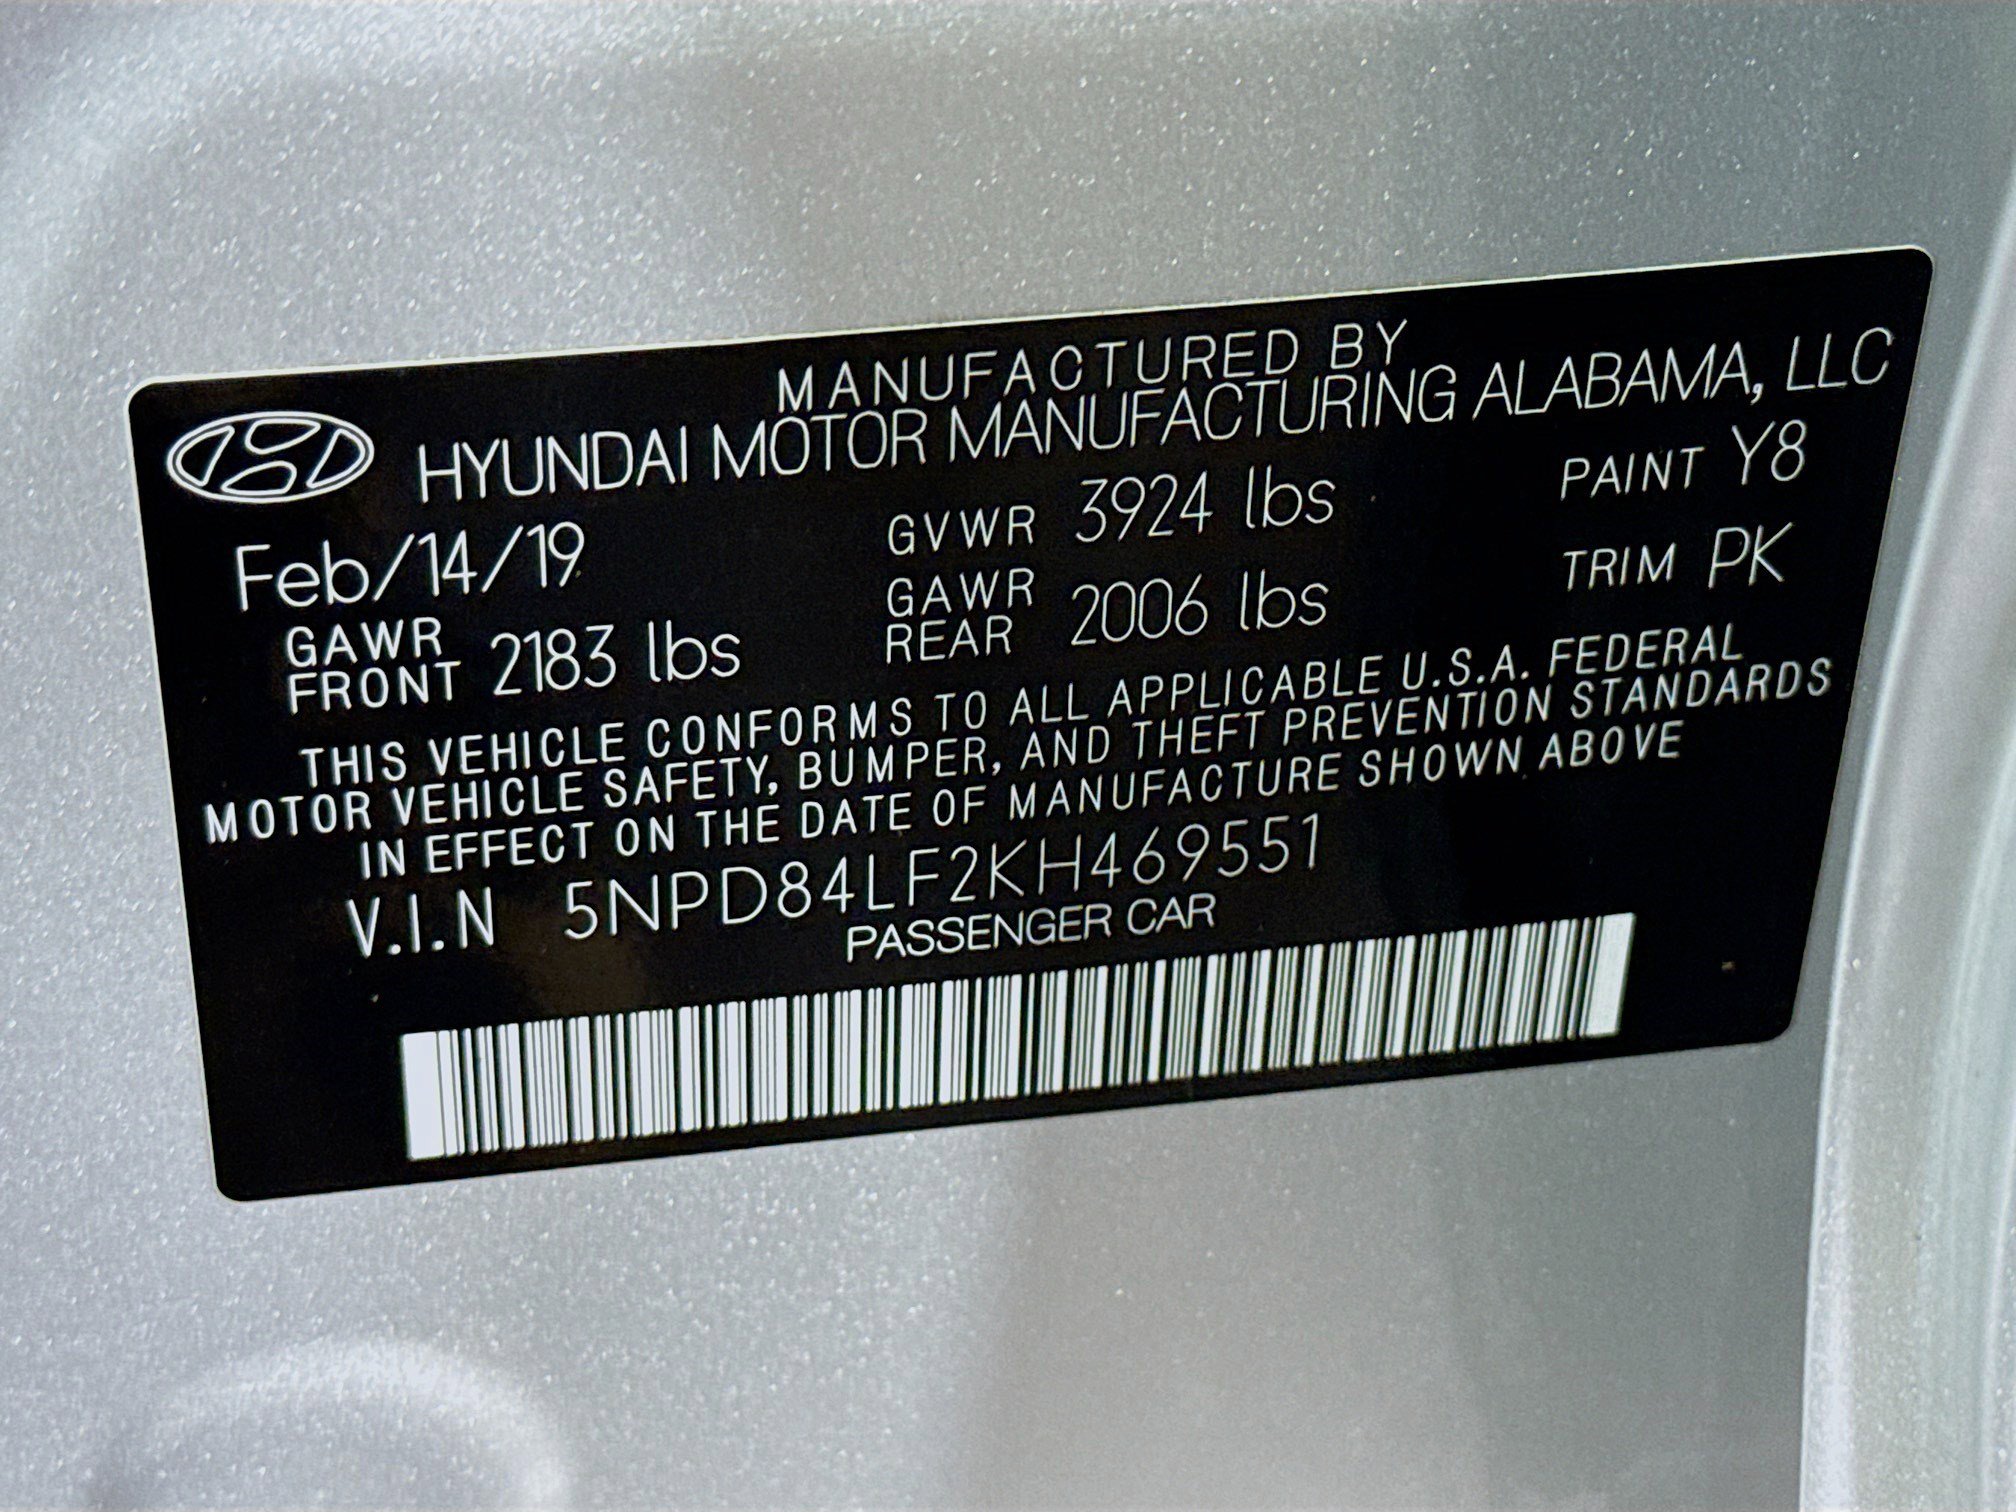 MANUFACTURED BY
HYUNDAI MOTOR MANUFACTURING ALABAMA, LLC
Feb/14/19 GVWR 3924 lbs PAINT Y8
GAWR FRONT 2183 lbs GAWR REAR 2006 lbs TRIM PK
THIS VEHICLE CONFORMS TO ALL APPLICABLE U.S.A. FEDERAL
MOTOR VEHICLE SAFETY, BUMPER, AND THEFT PREVENTION STANDARDS
IN EFFECT ON THE DATE OF MANUFACTURE SHOWN ABOVE
V.I.N 5NPD84LF2KH469551
PASSENGER CAR